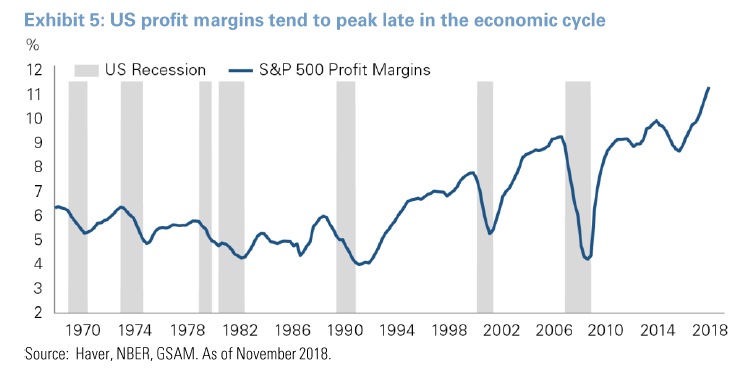 Exhibit 5: US profit margins tend to peak late in the economic cycle
%
12
US Recession
S&P 500 Profit Margins
11
10
9
8
7
6
5
4
3
2
1970 1974 1978 1982 1986 1990 1994 1998 2002 2006 2010 2014 2018
Source: Haver, NBER, GSAM. As of November 2018.